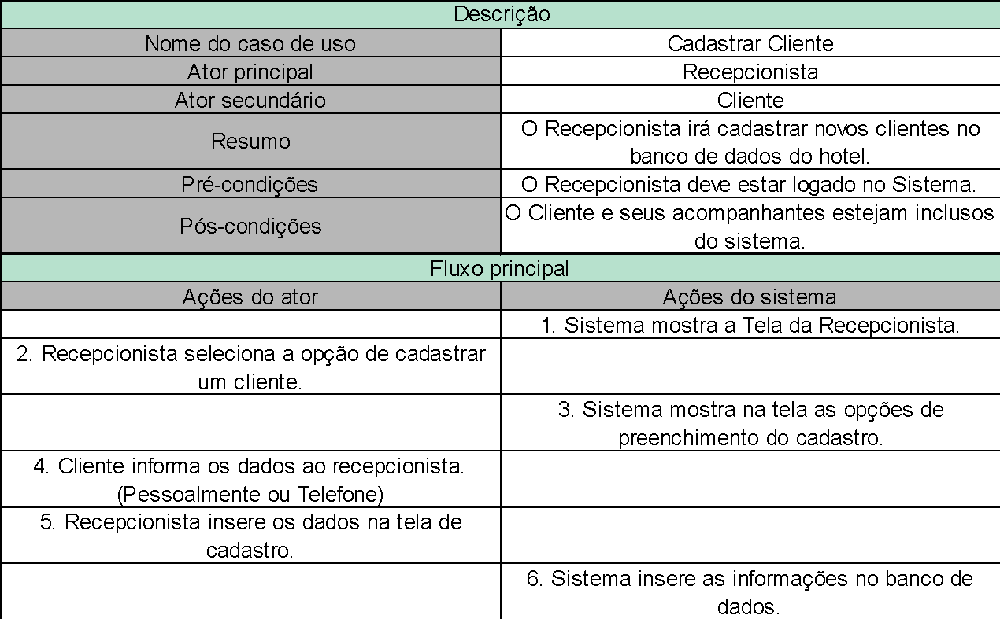 Descrição
Nome do caso de uso
Cadastrar Cliente
Ator principal
Recepcionista
Ator secundário
Cliente
Resumo
O Recepcionista irá cadastrar novos clientes no
banco de dados do hotel.
Pré-condições
O Recepcionista deve estar logado no Sistema.
Pós-condições
O Cliente e seus acompanhantes estejam inclusos
do sistema.
Fluxo principal
Ações do ator
Ações do sistema
1. Sistema mostra a Tela da Recepcionista.
2. Recepcionista seleciona a opção de cadastrar
um cliente.
3. Sistema mostra na tela as opções de
preenchimento do cadastro.
4. Cliente informa os dados ao recepcionista.
(Pessoalmente ou Telefone)
5. Recepcionista insere os dados na tela de
cadastro.
6. Sistema insere as informações no banco de
dados.